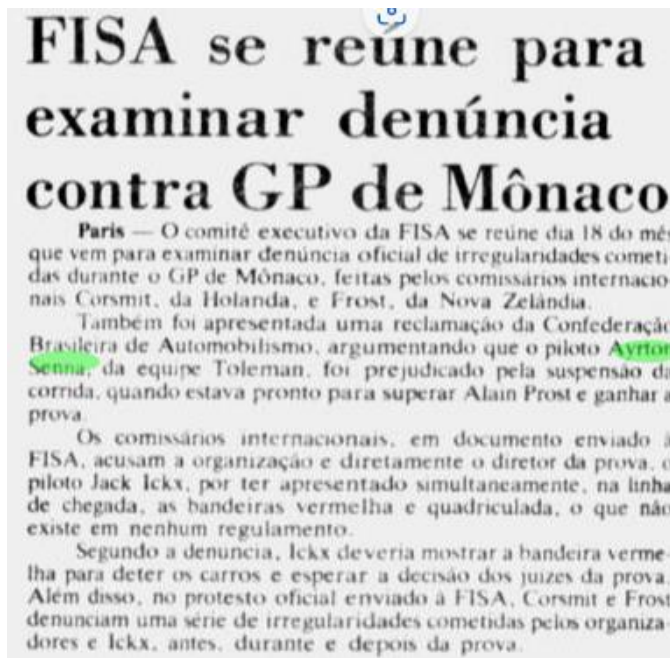 FISA se reúne para
examinar denúncia
contra GP de Mônaco
Paris — O comitê executivo da FISA se reúne dia 18 do mês
que vem para examinar denúncia oficial de irregularidades cometi-
das durante o GP de Mônaco, feitas pelos comissários internacio-
nais Corsmit, da Holanda, e Frost, da Nova Zelândia.
Também foi apresentada uma reclamação da Confederação
Brasileira de Automobilismo, argumentando que o piloto Ayrton
Senna, da equipe Toleman, foi prejudicado pela suspensão da
corrida, quando estava pronto para superar Alain Prost e ganhar a
prova.
Os comissários internacionais, em documento enviado à
FISA, acusam a organização e diretamente o diretor da prova, o
piloto Jack Ickx, por ter apresentado simultaneamente, na linha
de chegada, as bandeiras vermelha e quadriculada, o que não
existe em nenhum regulamento.
Segundo a denúncia, Ickx deveria mostrar a bandeira verme-
lha para deter os carros e esperar a decisão dos juízes da prova.
Além disso, no protesto oficial enviado à FISA, Corsmit e Frost
denunciam uma série de irregularidades cometidas pelos organiza-
dores e Ickx, antes, durante e depois da prova.